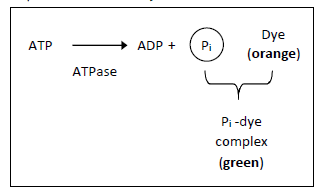 ATP ⟶ ADP + Pi Dye
(orange)
ATPase
Pi -dye
complex
(green)